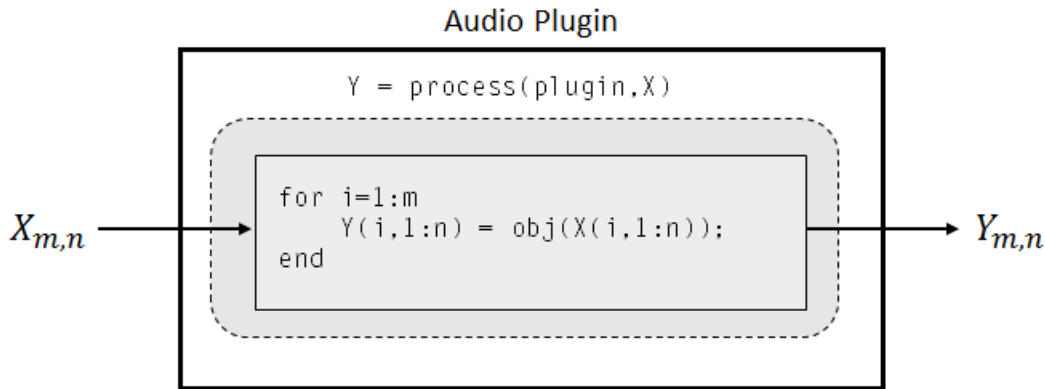 Audio Plugin
Y = process(plugin,X)
for i=1:m
Y(i,1:n) = obj(X(i,1:n));
end
X_{m,n}
Y_{m,n}